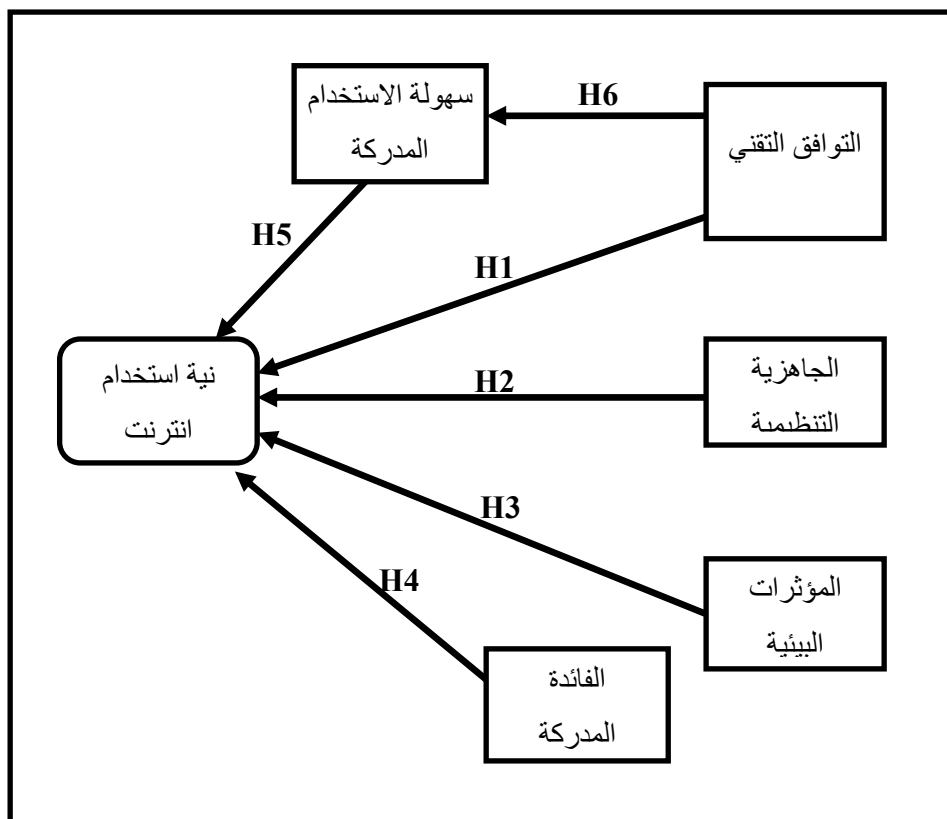 سهولة الاستخدام
المدركة
H6
التوافق التقني
H5
H1
نية استخدام
انترنت
H2
الجاهزية
التنظيمية
H3
المؤثرات
البيئية
H4
الفائدة
المدركة